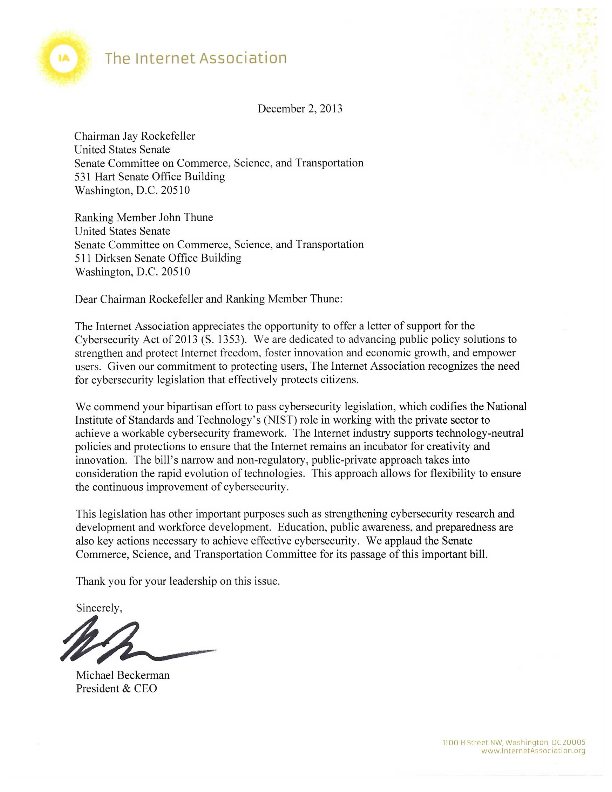 IA
The Internet Association
December 2, 2013
Chairman Jay Rockefeller
United States Senate
Senate Committee on Commerce, Science, and Transportation
531 Hart Senate Office Building
Washington, D.C. 20510
Ranking Member John Thune
United States Senate
Senate Committee on Commerce, Science, and Transportation
511 Dirksen Senate Office Building
Washington, D.C. 20510
Dear Chairman Rockefeller and Ranking Member Thune:
The Internet Association appreciates the opportunity to offer a letter of support for the
Cybersecurity Act of 2013 (S. 1353).  We are dedicated to advancing public policy solutions to
strengthen and protect Internet freedom, foster innovation and economic growth, and empower
users.  Given our commitment to protecting users, The Internet Association recognizes the need
for cybersecurity legislation that effectively protects citizens.
We commend your bipartisan effort to pass cybersecurity legislation, which codifies the National
Institute of Standards and Technology's (NIST) role in working with the private sector to
achieve a workable cybersecurity framework.  The Internet industry supports technology-neutral
policies and protections to ensure that the Internet remains an incubator for creativity and
innovation.  The bill's narrow and non-regulatory, public-private approach takes into
consideration the rapid evolution of technologies.  This approach allows for flexibility to ensure
the continuous improvement of cybersecurity.
This legislation has other important purposes such as strengthening cybersecurity research and
development and workforce development.  Education, public awareness, and preparedness are
also key actions necessary to achieve effective cybersecurity.  We applaud the Senate
Commerce, Science, and Transportation Committee for its passage of this important bill.
Thank you for your leadership on this issue.
Sincerely,
Michael Beckerman
President & CEO
1100 H Street NW, Washington, DC 20005
www.InternetAssociation.org